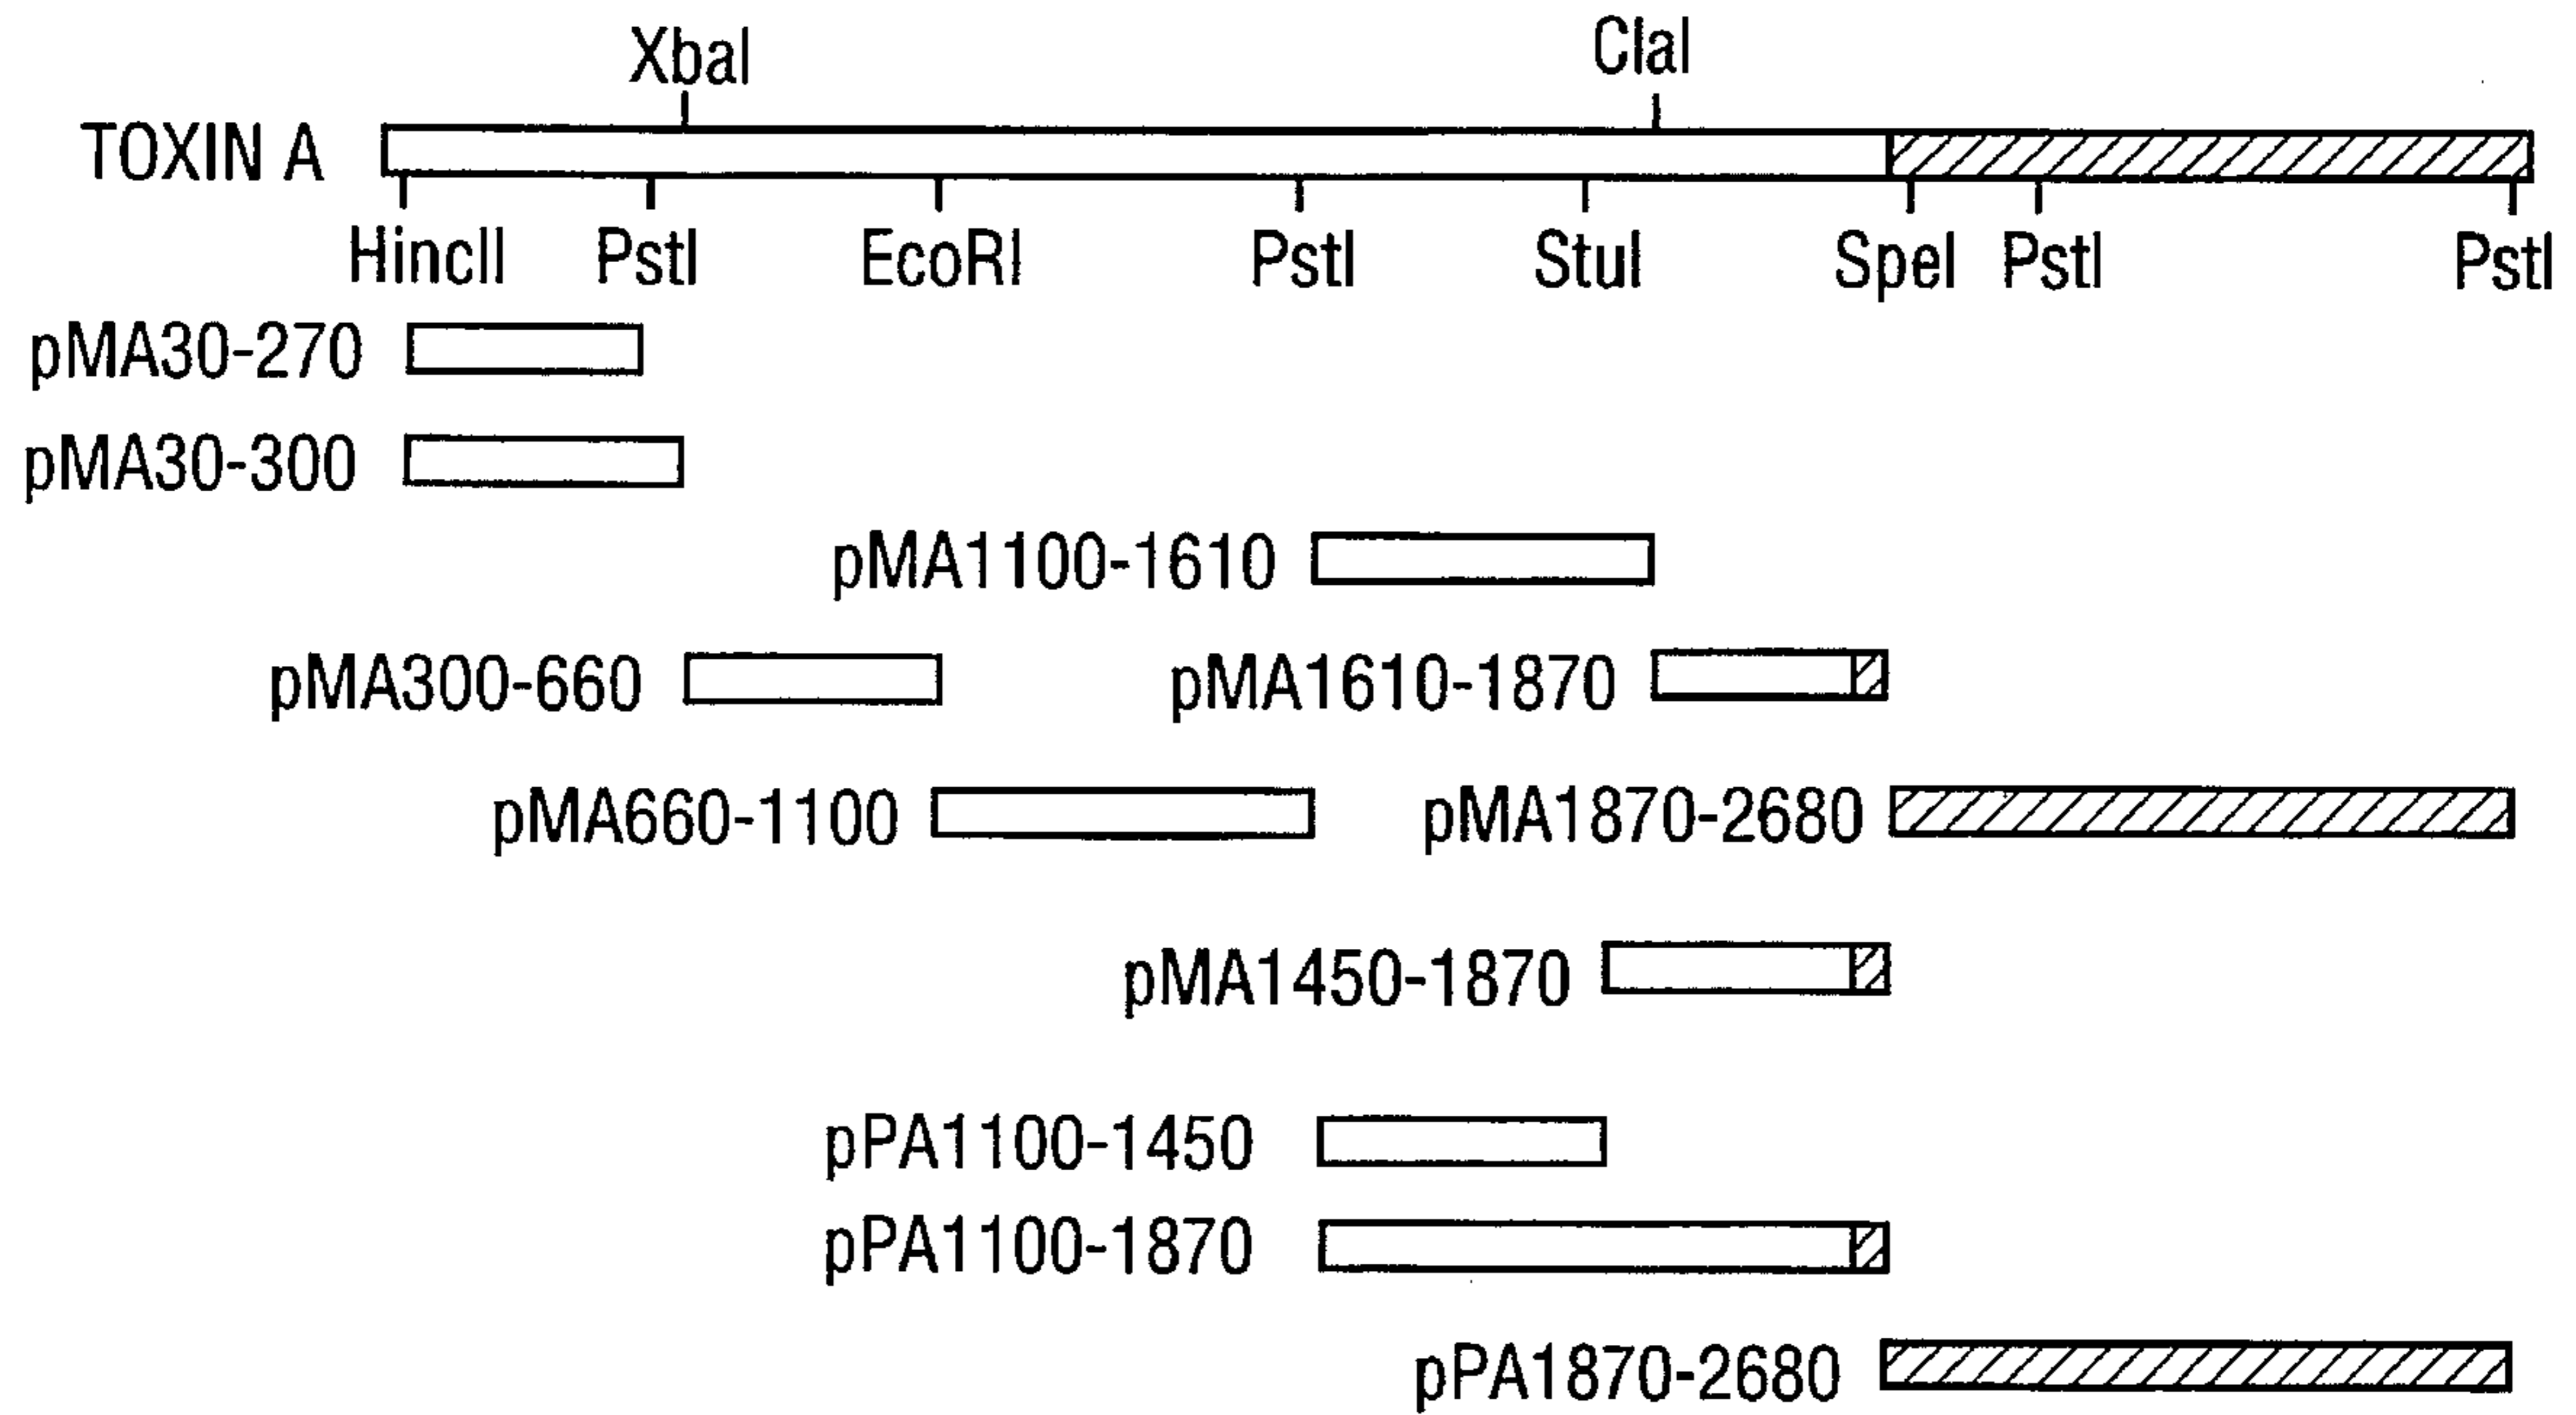 XbaI ClaI
TOXIN A
HincII PstI EcoRI PstI StuI SpeI PstI PstI
pMA30-270
pMA30-300
pMA1100-1610
pMA300-660 pMA1610-1870
pMA660-1100 pMA1870-2680
pMA1450-1870
pPA1100-1450
pPA1100-1870
pPA1870-2680